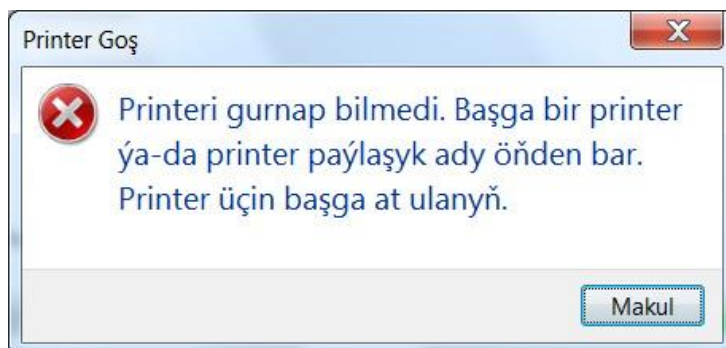 Printer Goş
Printeri gurnap bilmedi. Başga bir printer
ýa-da printer paýlaşyk ady öňden bar.
Printer üçin başga at ulanyň.
Makul